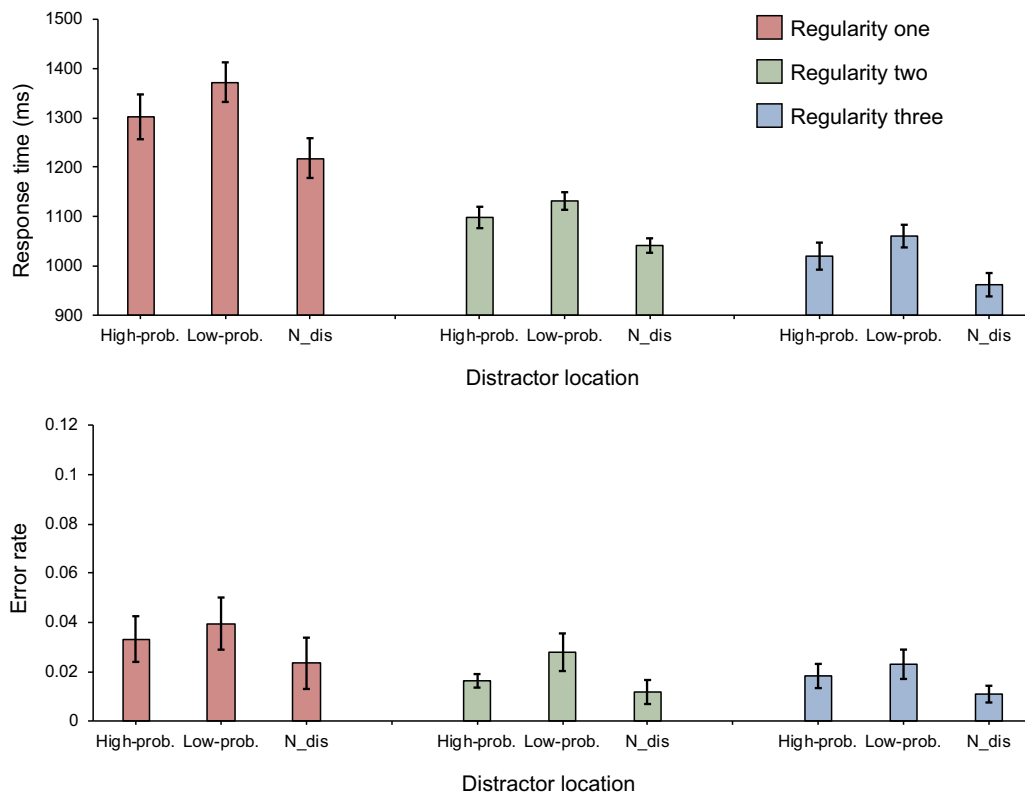 1500
1400
1300
1200
1100
1000
900
Response time (ms)
Regularity one
Regularity two
Regularity three
High-prob. Low-prob. N_dis High-prob. Low-prob. N_dis High-prob. Low-prob. N_dis
Distractor location
0.12
0.1
0.08
0.06
0.04
0.02
0
Error rate
High-prob. Low-prob. N_dis High-prob. Low-prob. N_dis High-prob. Low-prob. N_dis
Distractor location